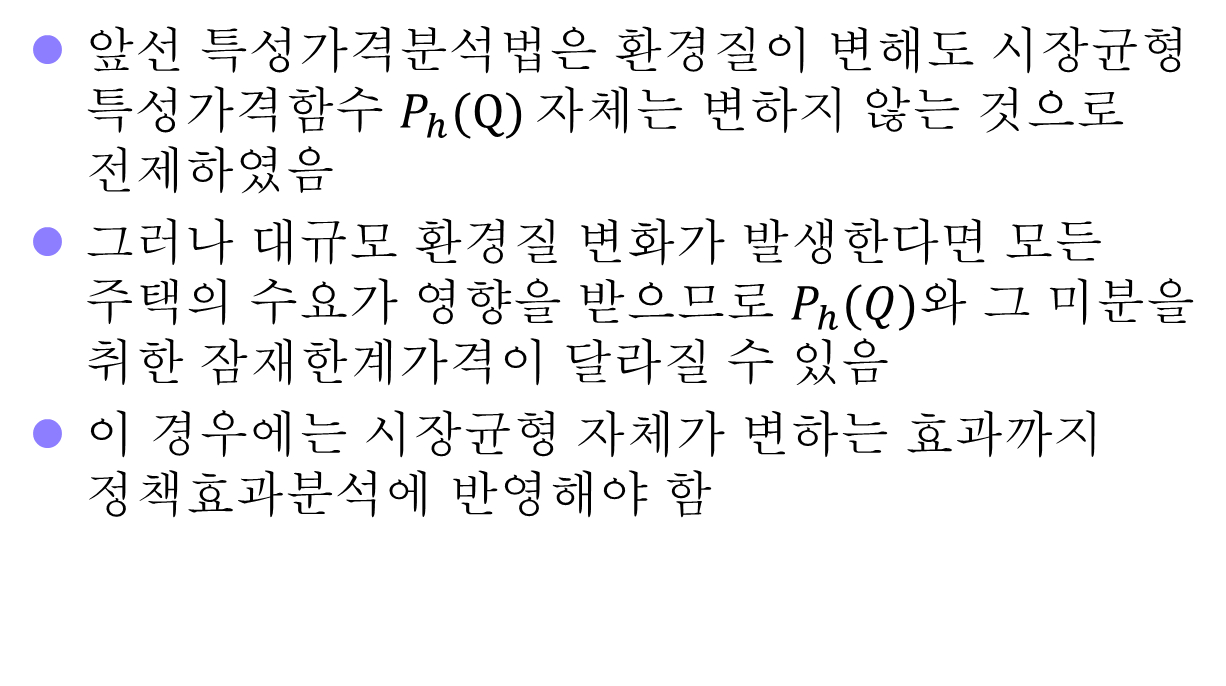 ● 앞선 특성가격분석법은 환경질이 변해도 시장균형
특성가격함수 P_h(Q) 자체는 변하지 않는 것으로
전제하였음
● 그러나 대규모 환경질 변화가 발생한다면 모든
주택의 수요가 영향을 받으므로 P_h(Q)와 그 미분을
취한 잠재한계가격이 달라질 수 있음
● 이 경우에는 시장균형 자체가 변하는 효과까지
정책효과분석에 반영해야 함